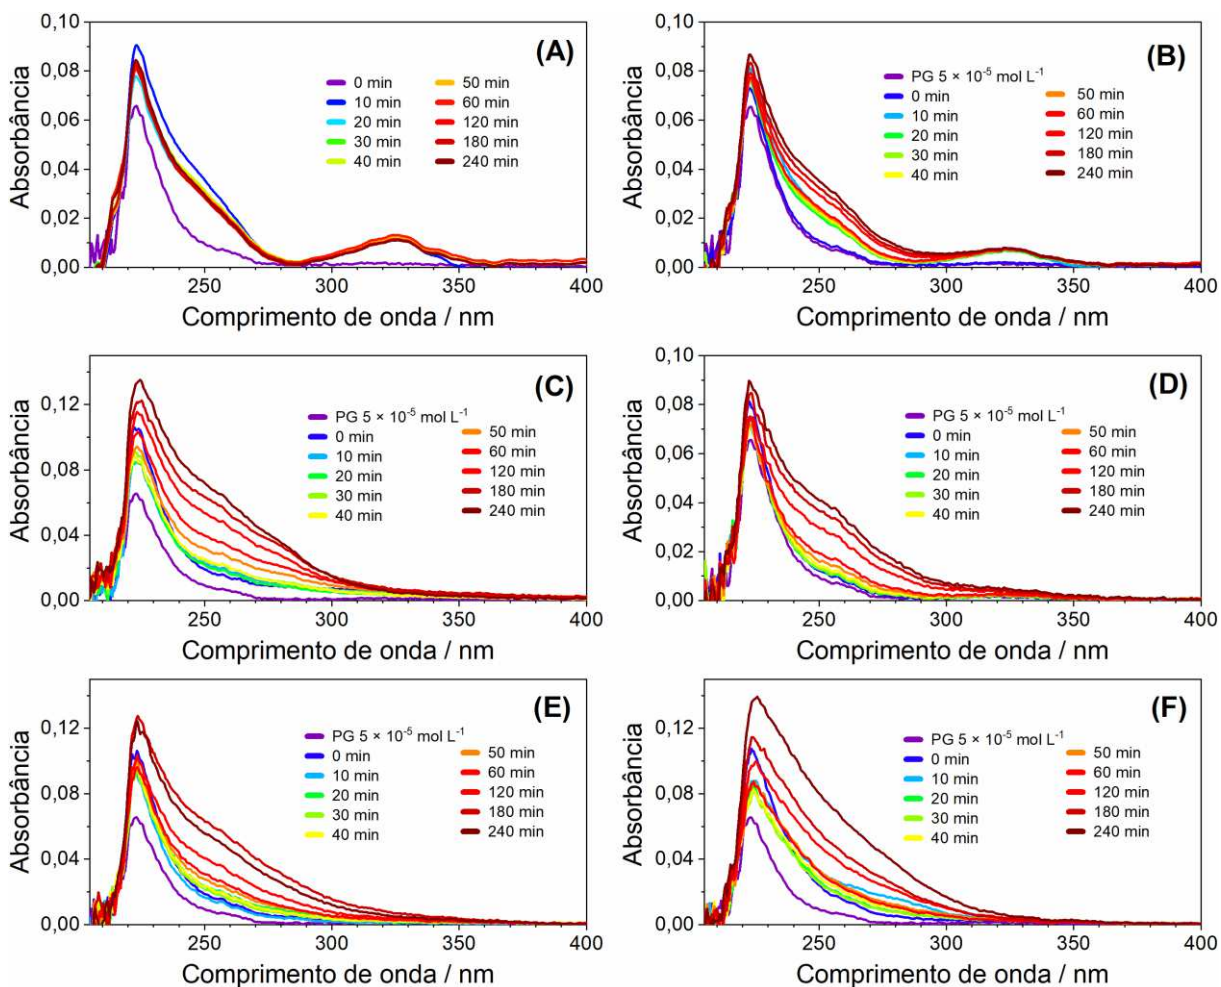 (A)
Absorbância
0,10
0,08
0,06
0,04
0,02
0,00
0 min
10 min
20 min
30 min
40 min
50 min
60 min
120 min
180 min
240 min
250 300 350 400
Comprimento de onda / nm
(B)
Absorbância
0,10
0,08
0,06
0,04
0,02
0,00
PG 5 × 10⁻⁵ mol L⁻¹
0 min
10 min
20 min
30 min
40 min
50 min
60 min
120 min
180 min
240 min
250 300 350 400
Comprimento de onda / nm
(C)
Absorbância
0,12
0,08
0,04
0,00
PG 5 × 10⁻⁵ mol L⁻¹
0 min
10 min
20 min
30 min
40 min
50 min
60 min
120 min
180 min
240 min
250 300 350 400
Comprimento de onda / nm
(D)
Absorbância
0,10
0,08
0,06
0,04
0,02
0,00
PG 5 × 10⁻⁵ mol L⁻¹
0 min
10 min
20 min
30 min
40 min
50 min
60 min
120 min
180 min
240 min
250 300 350 400
Comprimento de onda / nm
(E)
Absorbância
0,12
0,08
0,04
0,00
PG 5 × 10⁻⁵ mol L⁻¹
0 min
10 min
20 min
30 min
40 min
50 min
60 min
120 min
180 min
240 min
250 300 350 400
Comprimento de onda / nm
(F)
Absorbância
0,12
0,08
0,04
0,00
PG 5 × 10⁻⁵ mol L⁻¹
0 min
10 min
20 min
30 min
40 min
50 min
60 min
120 min
180 min
240 min
250 300 350 400
Comprimento de onda / nm